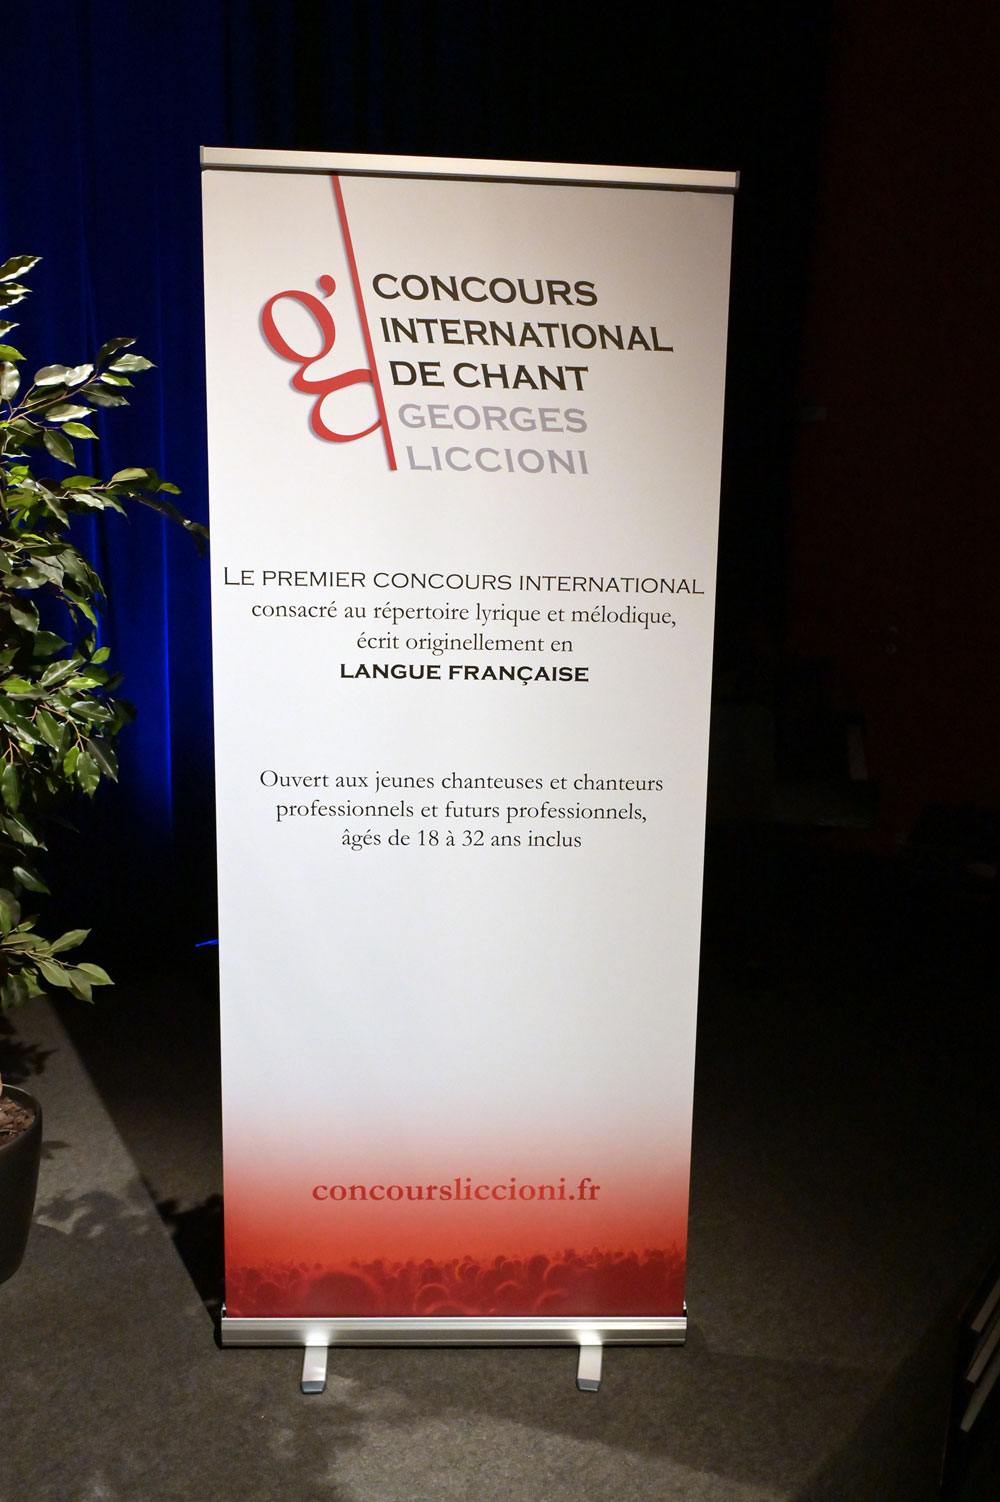 CONCOURS
INTERNATIONAL
DE CHANT
GEORGES
LICCIONI
LE PREMIER CONCOURS INTERNATIONAL
consacré au répertoire lyrique et mélodique,
écrit originellement en
LANGUE FRANÇAISE
Ouvert aux jeunes chanteuses et chanteurs
professionnels et futurs professionnels,
âgés de 18 à 32 ans inclus
concoursliccioni.fr